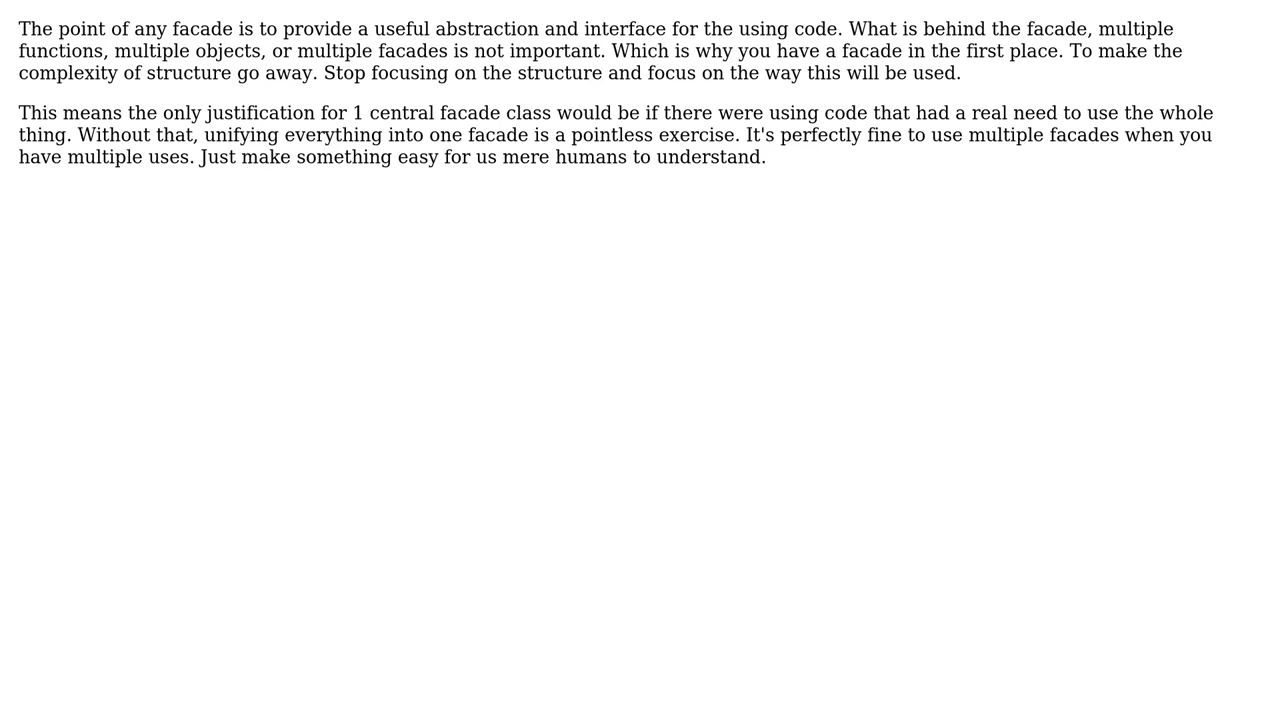 The point of any facade is to provide a useful abstraction and interface for the using code. What is behind the facade, multiple
functions, multiple objects, or multiple facades is not important. Which is why you have a facade in the first place. To make the
complexity of structure go away. Stop focusing on the structure and focus on the way this will be used.
This means the only justification for 1 central facade class would be if there were using code that had a real need to use the whole
thing. Without that, unifying everything into one facade is a pointless exercise. It's perfectly fine to use multiple facades when you
have multiple uses. Just make something easy for us mere humans to understand.